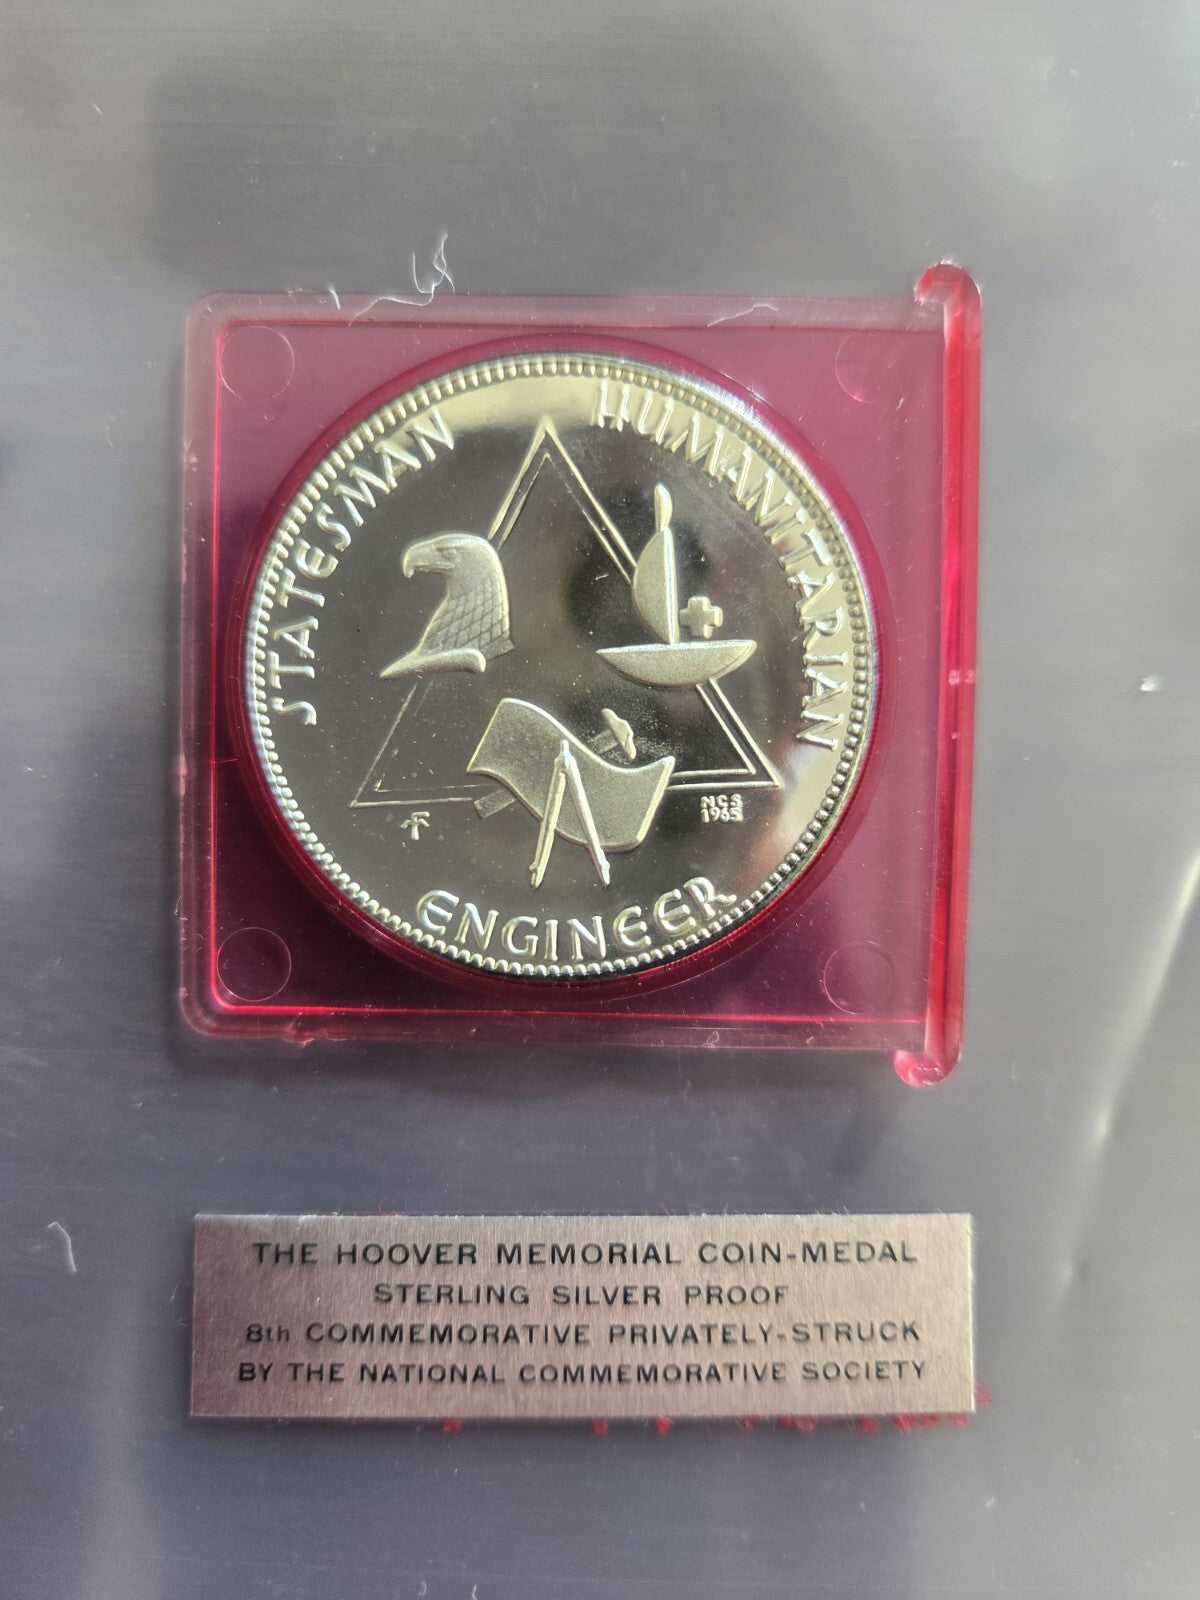 STATESMAN
HUMANITARIAN
NCS
1965
ENGINEER
THE HOOVER MEMORIAL COIN-MEDAL
STERLING SILVER PROOF
8th COMMEMORATIVE PRIVATELY-STRUCK
BY THE NATIONAL COMMEMORATIVE SOCIETY